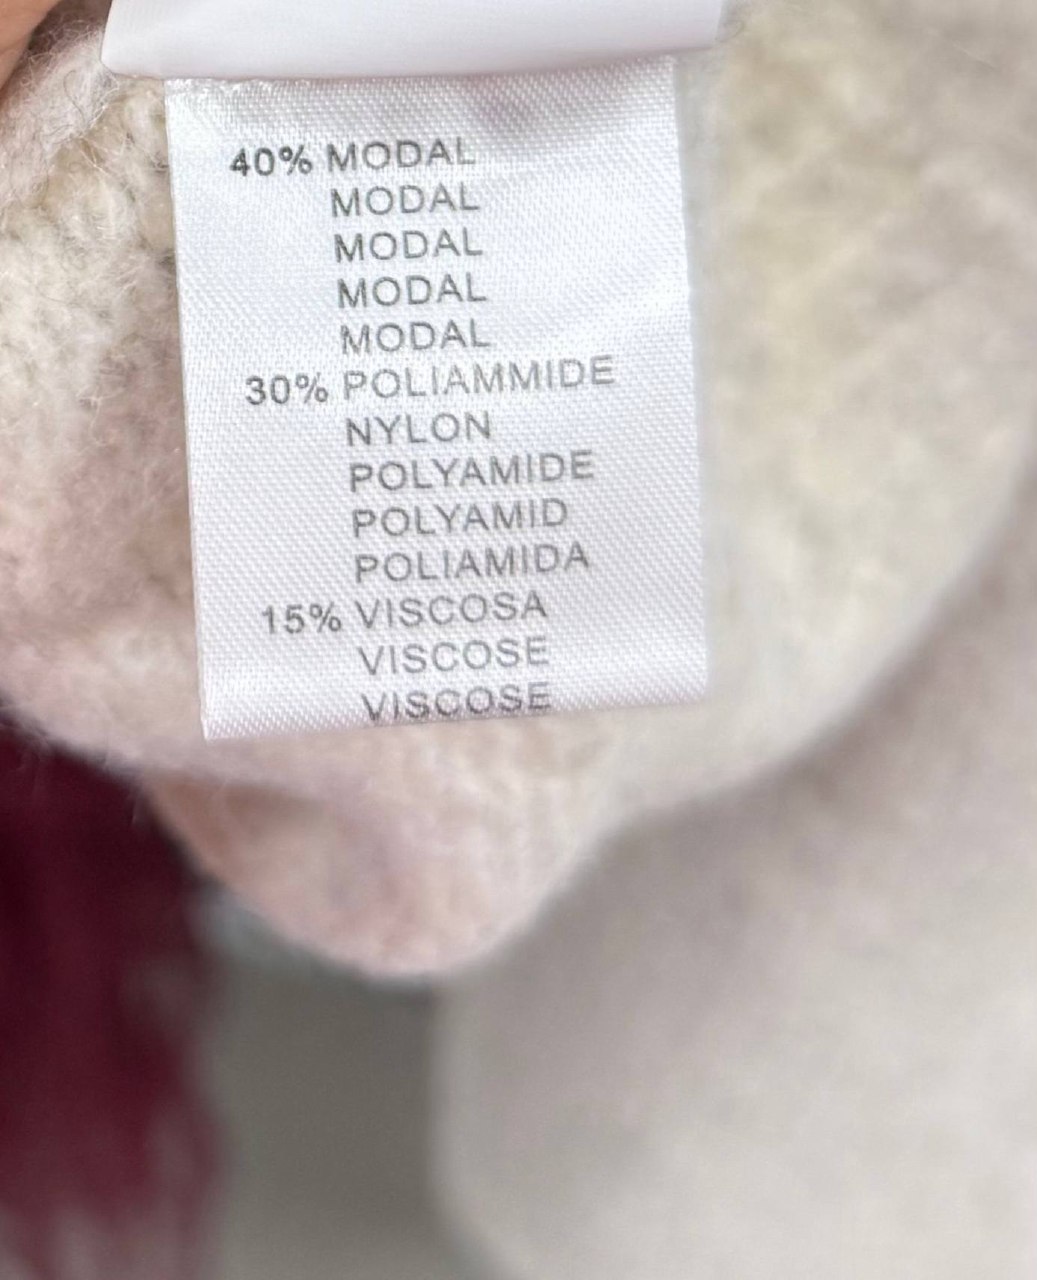 40% MODAL
MODAL
MODAL
MODAL
MODAL
30% POLIAMMIDE
NYLON
POLYAMIDE
POLYAMID
POLIAMIDA
15% VISCOSA
VISCOSE
VISCOSE